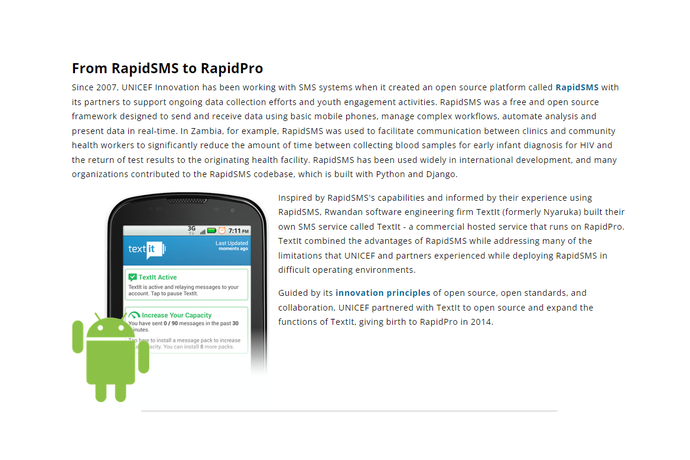 From RapidSMS to RapidPro
Since 2007, UNICEF Innovation has been working with SMS systems when it created an open source platform called RapidSMS with
its partners to support ongoing data collection efforts and youth engagement activities. RapidSMS was a free and open source
framework designed to send and receive data using basic mobile phones, manage complex workflows, automate analysis and
present data in real-time. In Zambia, for example, RapidSMS was used to facilitate communication between clinics and community
health workers to significantly reduce the amount of time between collecting blood samples for early infant diagnosis for HIV and
the return of test results to the originating health facility. RapidSMS has been used widely in international development, and many
organizations contributed to the RapidSMS codebase, which is built with Python and Django.
3G 7:11 PM
textit
Last Updated
moments ago
TextIt Active
TextIt is active and relaying messages to your
account. Tap to pause TextIt.
Increase Your Capacity
You have sent 0 / 90 messages in the past 30
minutes.
here to install a message pack to increase
You can install 8 more packs.
Inspired by RapidSMS's capabilities and informed by their experience using
RapidSMS, Rwandan software engineering firm TextIt (formerly Nyaruka) built their
own SMS service called TextIt - a commercial hosted service that runs on RapidPro.
TextIt combined the advantages of RapidSMS while addressing many of the
limitations that UNICEF and partners experienced while deploying RapidSMS in
difficult operating environments.
Guided by its innovation principles of open source, open standards, and
collaboration, UNICEF partnered with TextIt to open source and expand the
functions of TextIt, giving birth to RapidPro in 2014.